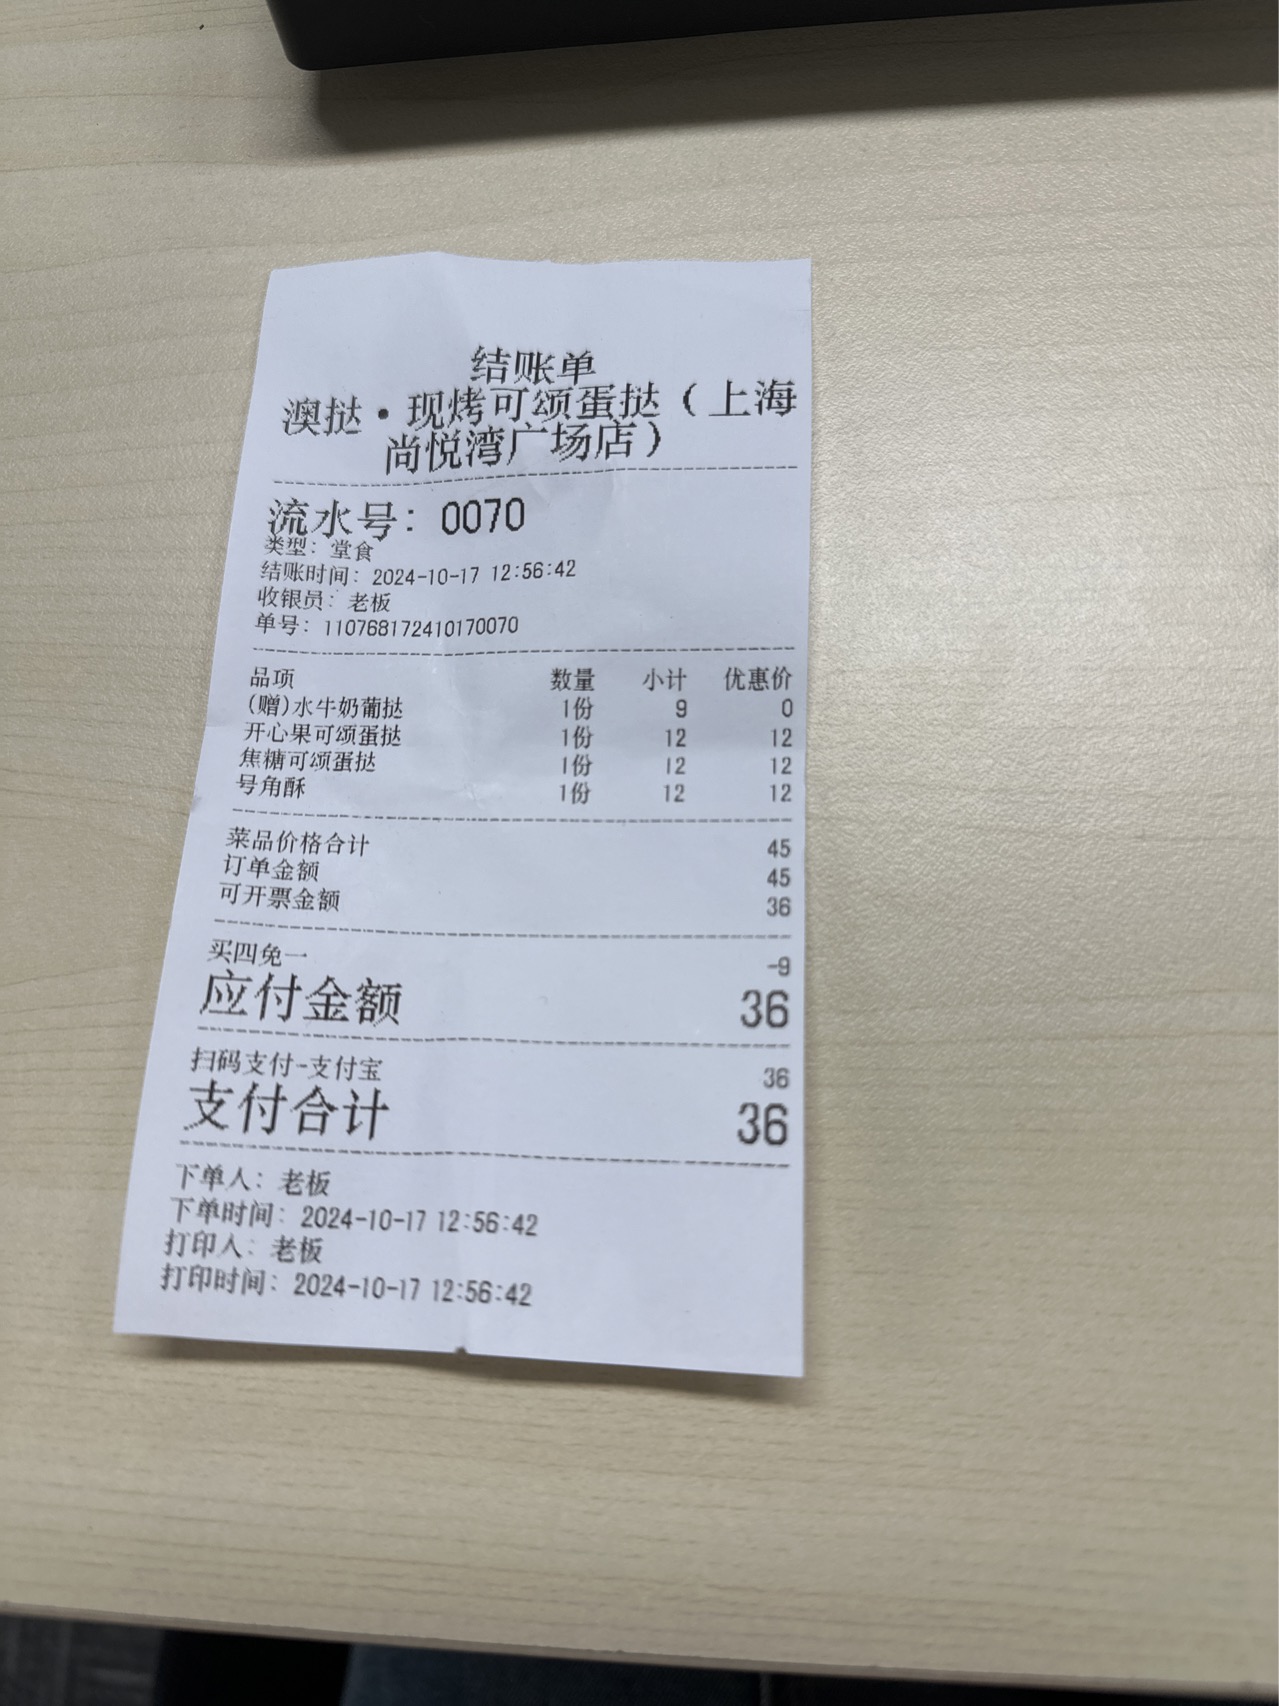 结账单
澳挞·现烤可颂蛋挞（上海
尚悦湾广场店）
流水号：0070
类型：堂食
结账时间：2024-10-17 12:56:42
收银员：老板
单号：110768172410170070
品项 数量 小计 优惠价
(赠)水牛奶葡挞 1份 9 0
开心果可颂蛋挞 1份 12 12
焦糖可颂蛋挞 1份 12 12
号角酥 1份 12 12
菜品价格合计 45
订单金额 45
可开票金额 36
买四免一 -9
应付金额 36
扫码支付-支付宝 36
支付合计 36
下单人：老板
下单时间：2024-10-17 12:56:42
打印人：老板
打印时间：2024-10-17 12:56:42